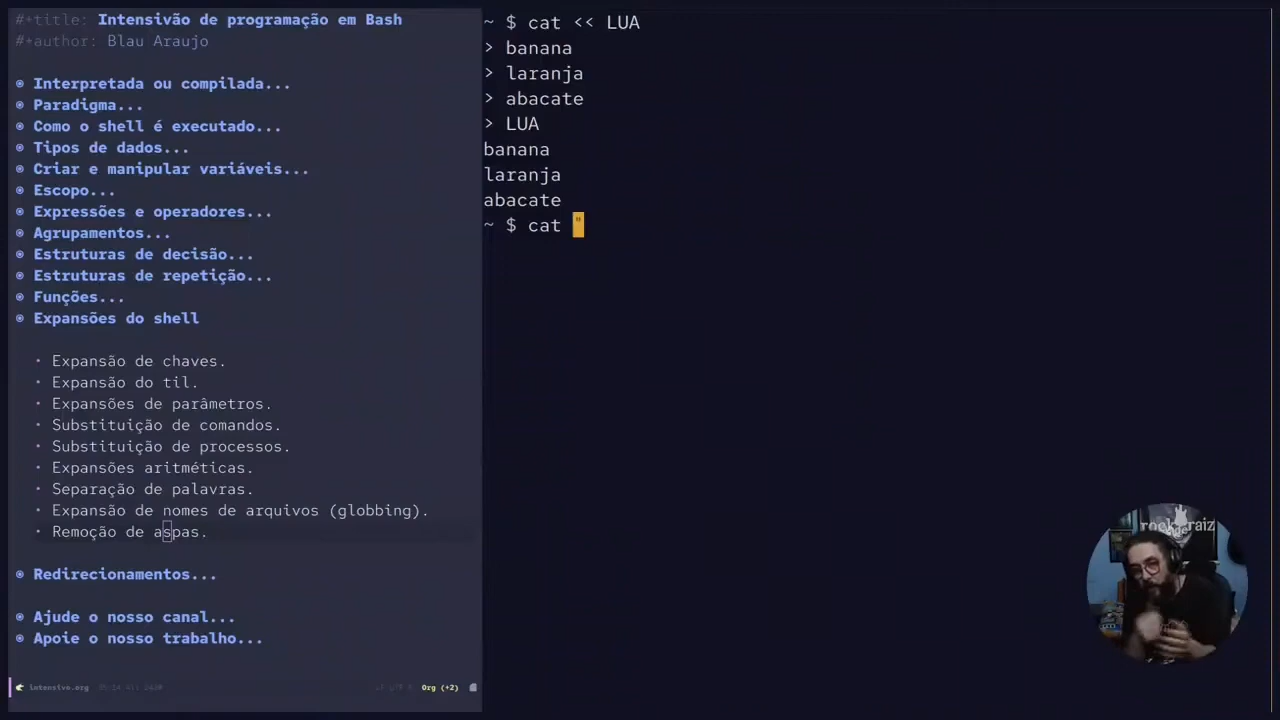 #+title: Intensivão de programação em Bash
#+author: Blau Araujo
Interpretada ou compilada...
Paradigma...
Como o shell é executado...
Tipos de dados...
Criar e manipular variáveis...
Escopo...
Expressões e operadores...
Agrupamentos...
Estruturas de decisão...
Estruturas de repetição...
Funções...
Expansões do shell
• Expansão de chaves.
• Expansão do til.
• Expansões de parâmetros.
• Substituição de comandos.
• Substituição de processos.
• Expansões aritméticas.
• Separação de palavras.
• Expansão de nomes de arquivos (globbing).
• Remoção de aspas.
Redirecionamentos...
Ajude o nosso canal...
Apoie o nosso trabalho...
intensivo.org
Org (+2)
~ $ cat << LUA
> banana
> laranja
> abacate
> LUA
banana
laranja
abacate
~ $ cat "
raiz